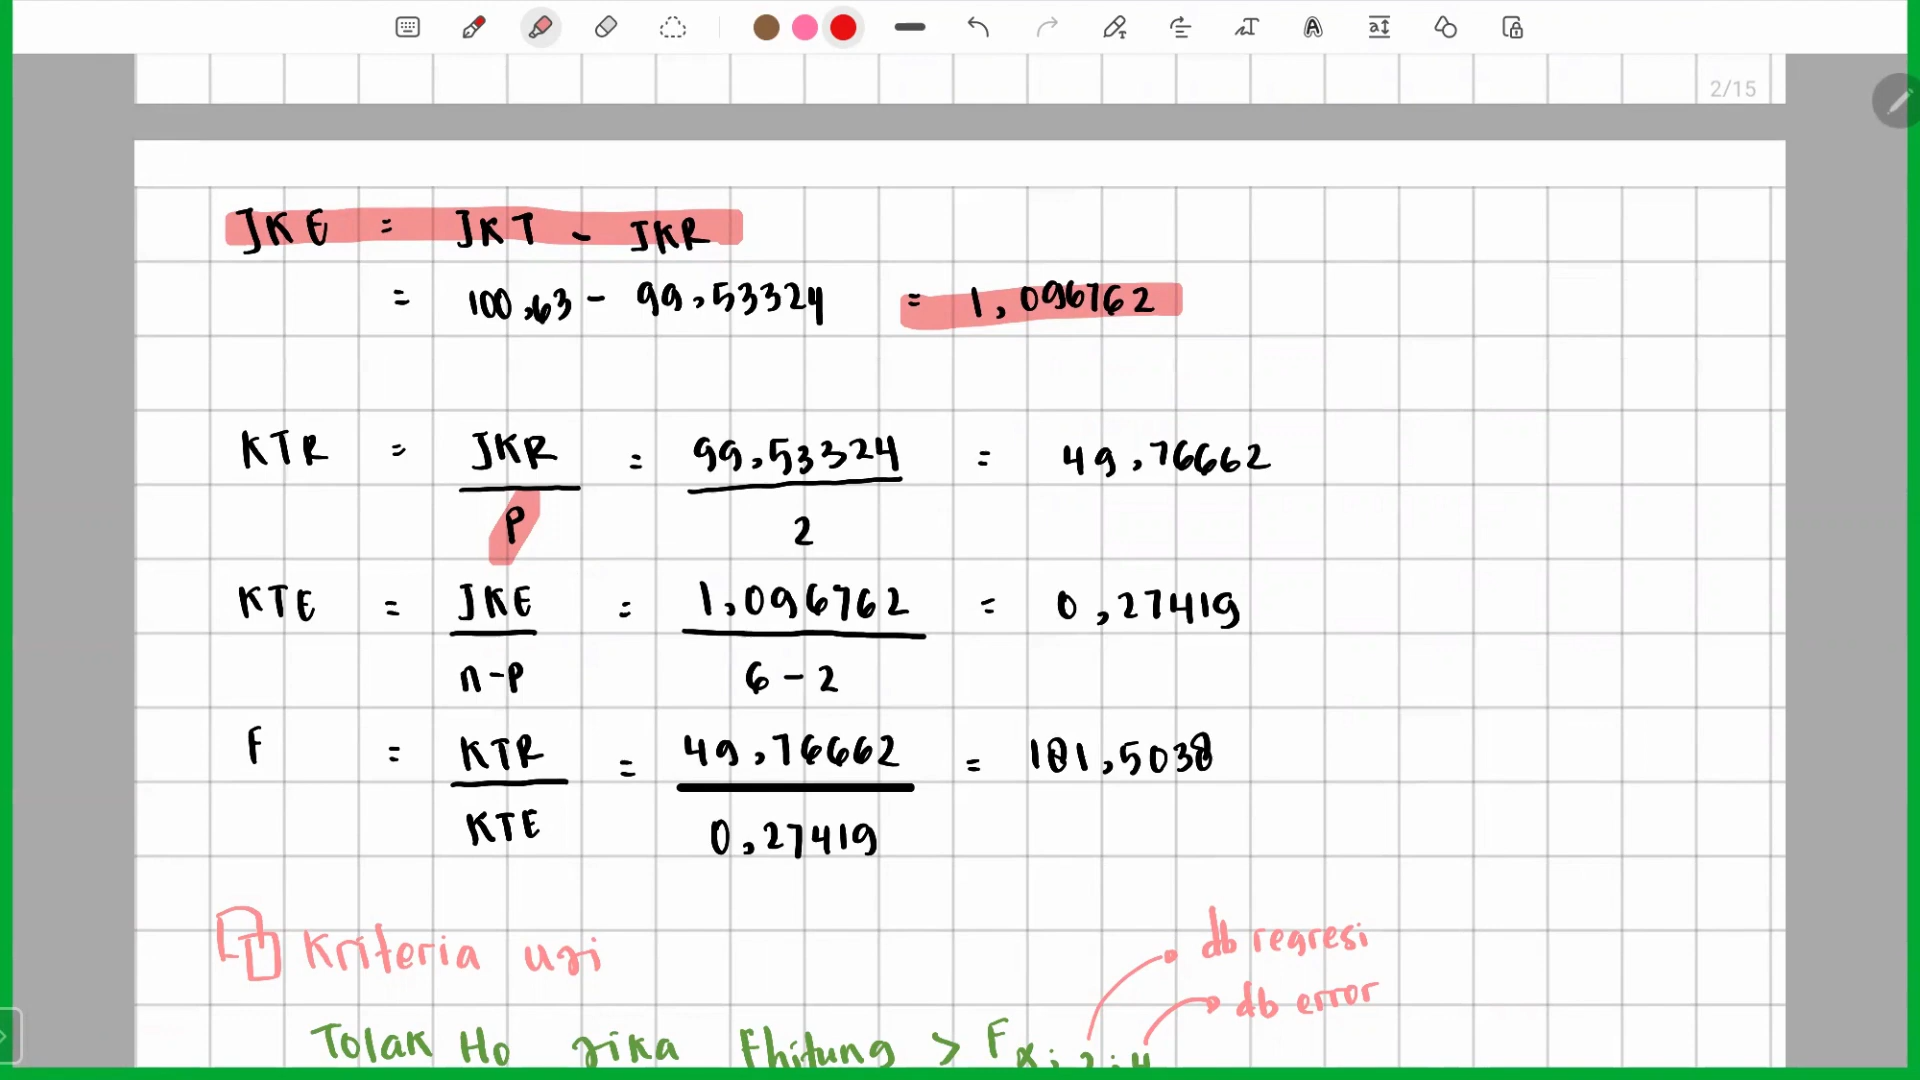 2/15
JKE = JKT - JKR
= 100,63 - 99,53324 = 1,096762
KTR = JKR / P = 99,53324 / 2 = 49,76662
KTE = JKE / n-P = 1,096762 / 6 - 2 = 0,27419
F = KTR / KTE = 49,76662 / 0,27419 = 181,5038
Kriteria uji
db regresi
db error
Tolak Ho jika Fhitung > F α; 2; 4